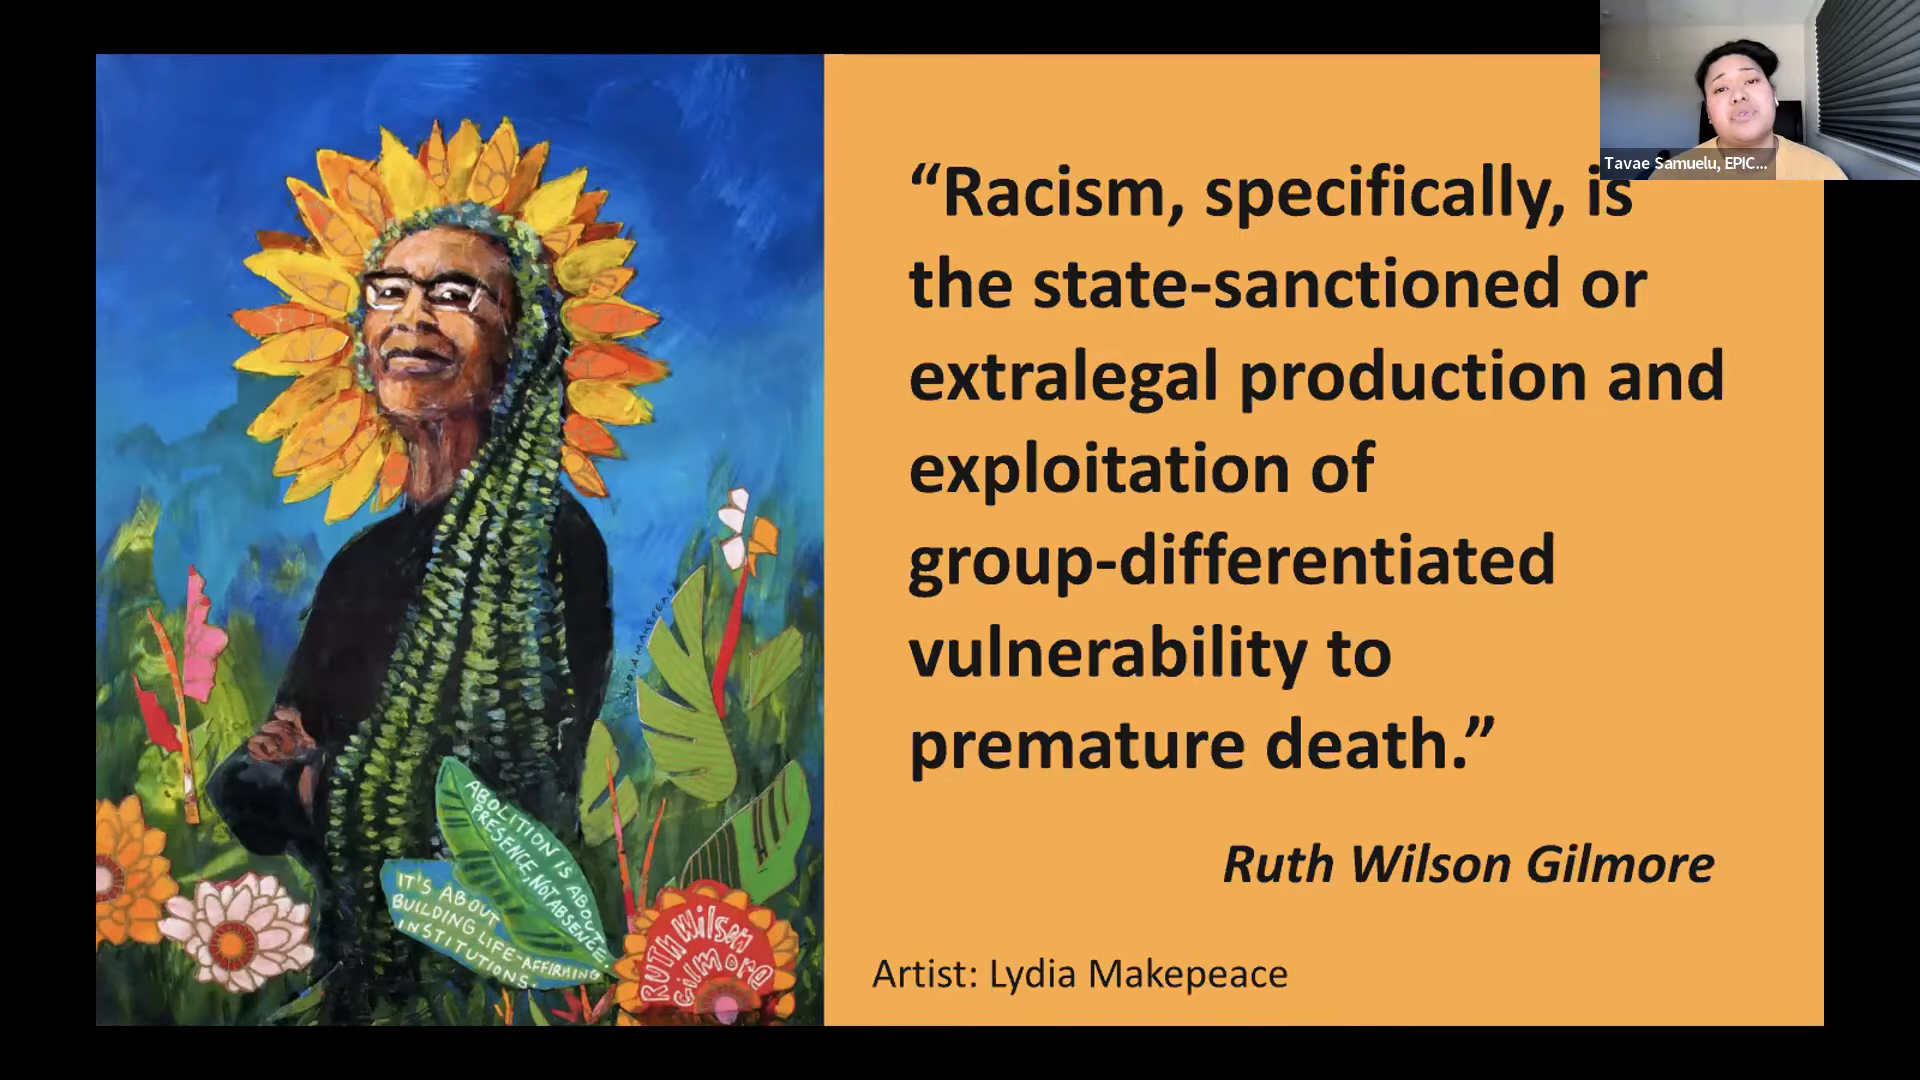 Tavae Samuelu, EPIC...
“Racism, specifically, is
the state-sanctioned or
extralegal production and
exploitation of
group-differentiated
vulnerability to
premature death.”
Ruth Wilson Gilmore
Artist: Lydia Makepeace
LYDIA MAKEPEACE
ABOLITION IS ABOUT
PRESENCE, NOT ABSENCE.
IT'S ABOUT
BUILDING LIFE-AFFIRMING
INSTITUTIONS.
RUTH Wilson
Gilmore